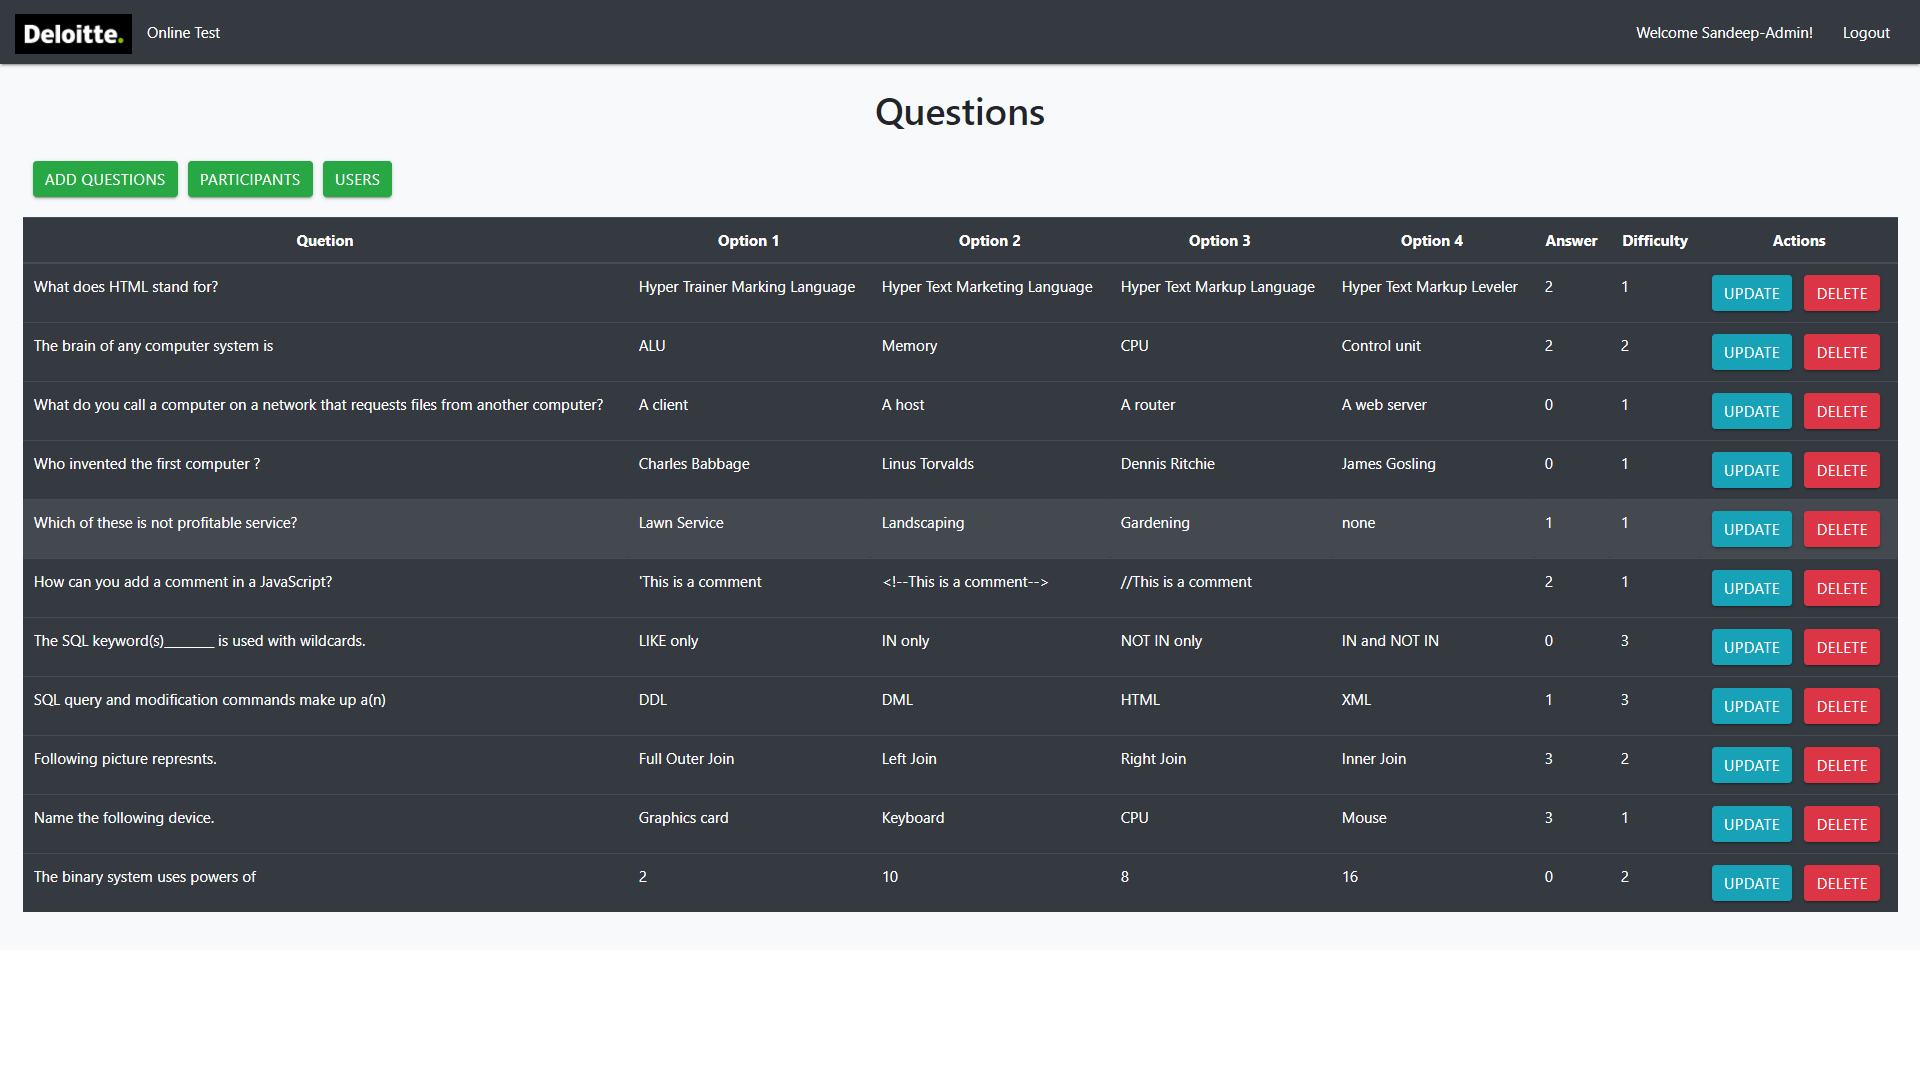 Deloitte. Online Test Welcome Sandeep-Admin! Logout
Questions
ADD QUESTIONS PARTICIPANTS USERS
Quetion Option 1 Option 2 Option 3 Option 4 Answer Difficulty Actions
What does HTML stand for? Hyper Trainer Marking Language Hyper Text Marketing Language Hyper Text Markup Language Hyper Text Markup Leveler 2 1 UPDATE DELETE
The brain of any computer system is ALU Memory CPU Control unit 2 2 UPDATE DELETE
What do you call a computer on a network that requests files from another computer? A client A host A router A web server 0 1 UPDATE DELETE
Who invented the first computer ? Charles Babbage Linus Torvalds Dennis Ritchie James Gosling 0 1 UPDATE DELETE
Which of these is not profitable service? Lawn Service Landscaping Gardening none 1 1 UPDATE DELETE
How can you add a comment in a JavaScript? 'This is a comment <!--This is a comment--> //This is a comment 2 1 UPDATE DELETE
The SQL keyword(s)_______ is used with wildcards. LIKE only IN only NOT IN only IN and NOT IN 0 3 UPDATE DELETE
SQL query and modification commands make up a(n) DDL DML HTML XML 1 3 UPDATE DELETE
Following picture represnts. Full Outer Join Left Join Right Join Inner Join 3 2 UPDATE DELETE
Name the following device. Graphics card Keyboard CPU Mouse 3 1 UPDATE DELETE
The binary system uses powers of 2 10 8 16 0 2 UPDATE DELETE